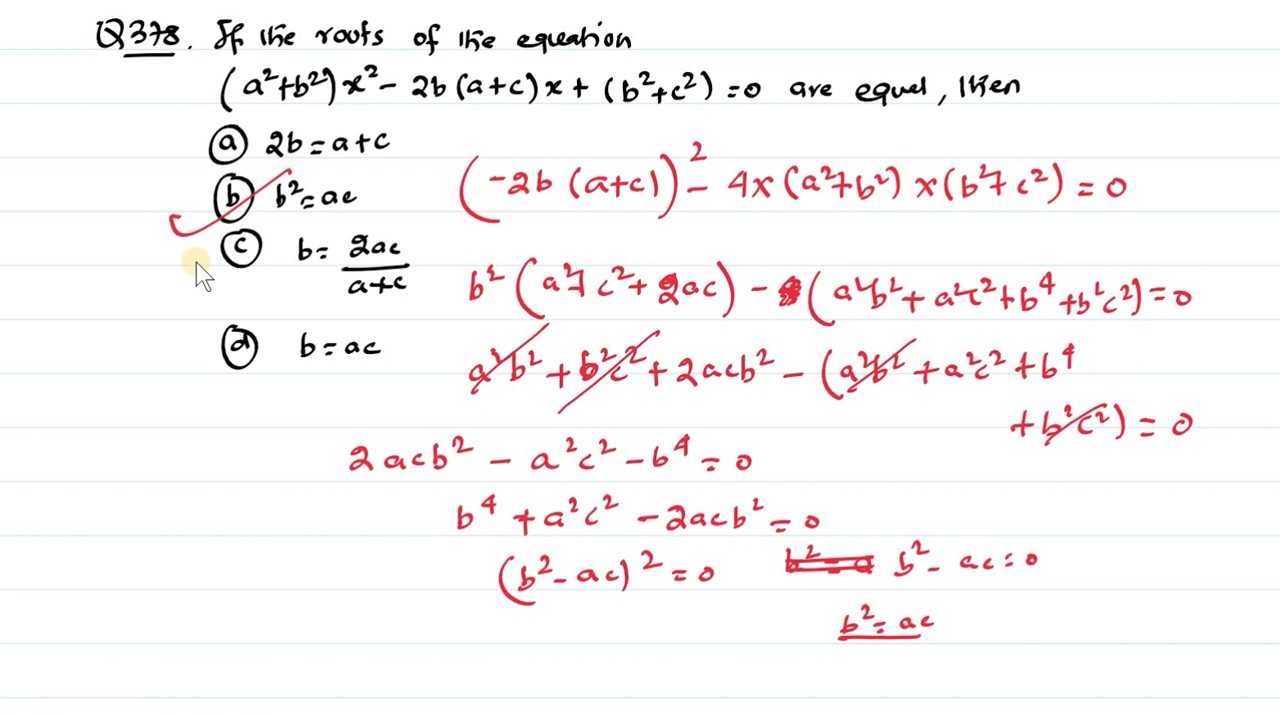 Q378. If the roots of the equation
(a²+b²)x² - 2b(a+c)x + (b²+c²) = 0 are equal, then
(a) 2b = a+c
(b) b² = ac
(c) b = 2ac / a+c
(d) b = ac
(-2b(a+c))² - 4x(a²+b²)x(b²+c²) = 0
b²(a²+c²+2ac) - (a²b²+a²c²+b⁴+b²c²) = 0
a²b² + b²c² + 2acb² - (a²b² + a²c² + b⁴
+ b²c²) = 0
2acb² - a²c² - b⁴ = 0
b⁴ + a²c² - 2acb² = 0
(b² - ac)² = 0 b² = a b² - ac = 0
b² = ac